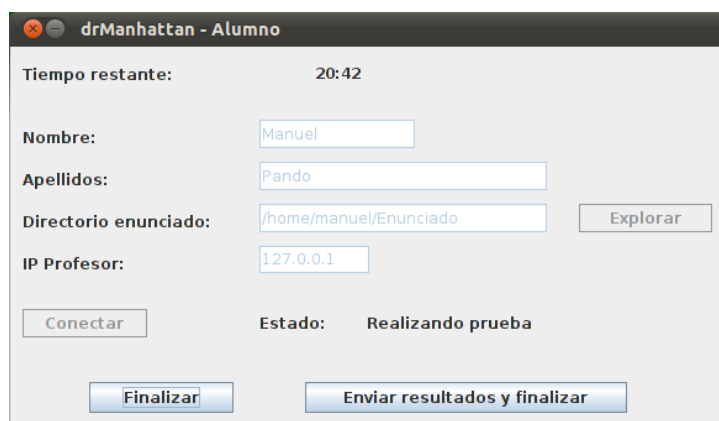 drManhattan - Alumno
Tiempo restante: 20:42
Nombre: Manuel
Apellidos: Pando
Directorio enunciado: /home/manuel/Enunciado Explorar
IP Profesor: 127.0.0.1
Conectar Estado: Realizando prueba
Finalizar Enviar resultados y finalizar